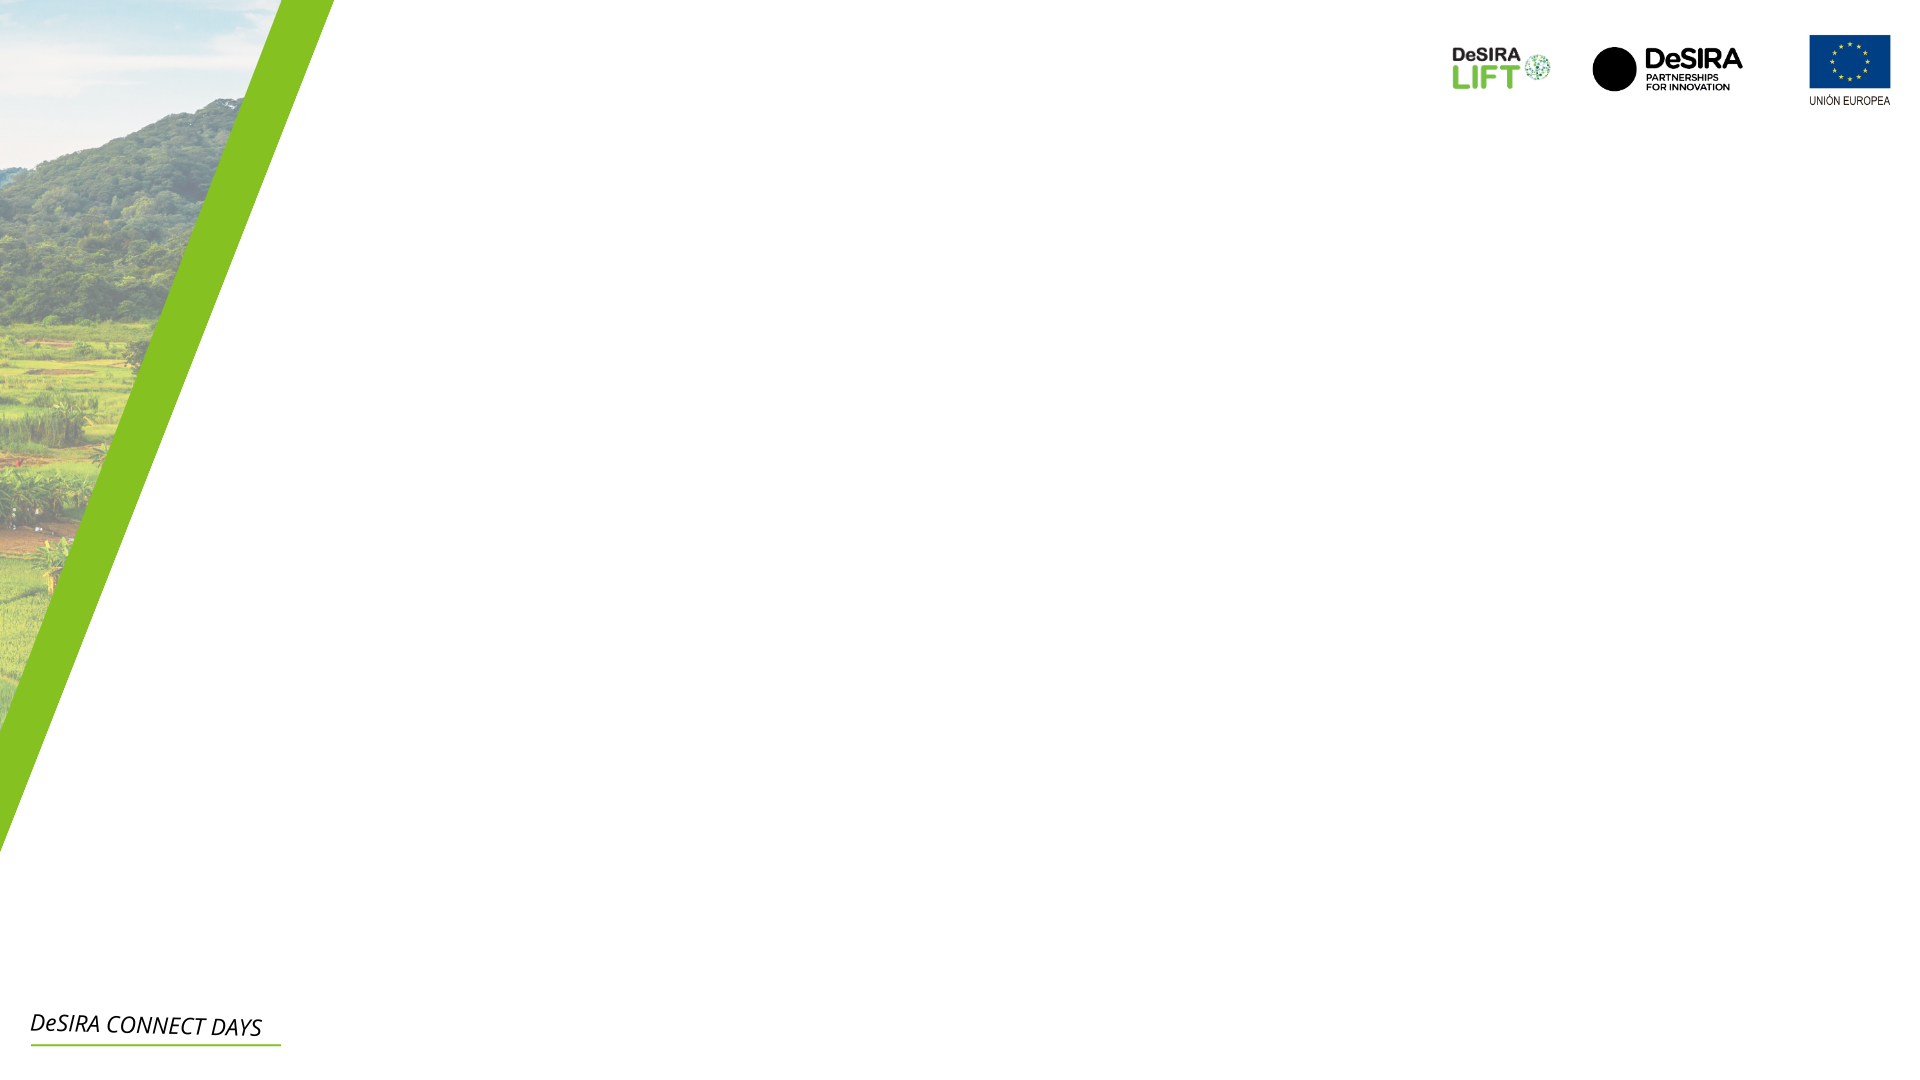 DeSIRA
LIFT
DeSIRA
PARTNERSHIPS
FOR INNOVATION
UNIÓN EUROPEA
DeSIRA CONNECT DAYS